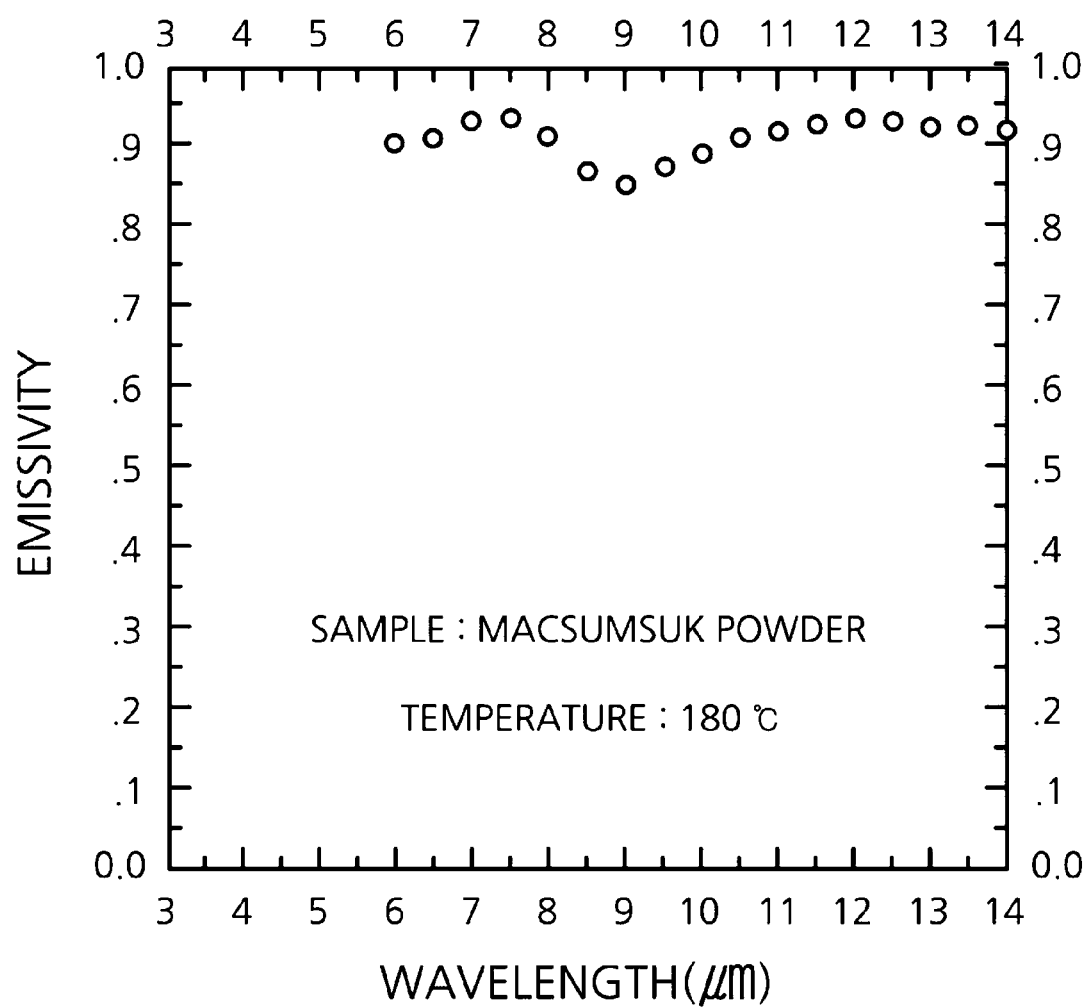 3 4 5 6 7 8 9 10 11 12 13 14
1.0 1.0
.9 .9
.8 .8
.7 .7
.6 .6
.5 .5
.4 .4
.3 .3
.2 .2
.1 .1
0.0 0.0
EMISSIVITY
SAMPLE : MACSUMSUK POWDER
TEMPERATURE : 180 ℃
3 4 5 6 7 8 9 10 11 12 13 14
WAVELENGTH(μm)